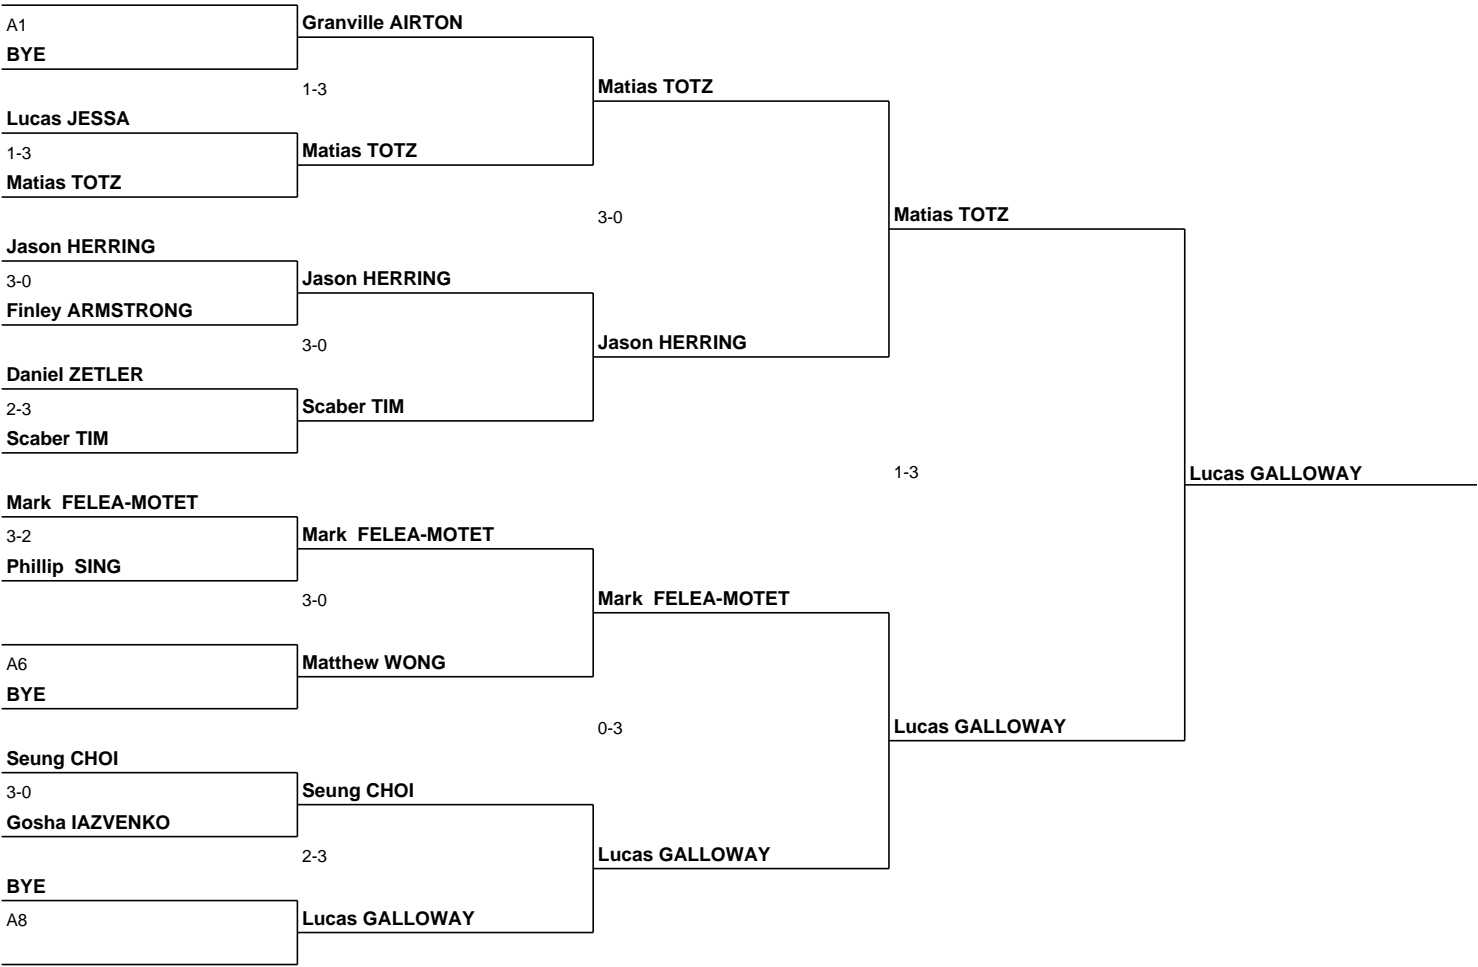 A1
BYE
Granville AIRTON
1-3
Lucas JESSA
1-3
Matias TOTZ
Matias TOTZ
Matias TOTZ
3-0
Jason HERRING
3-0
Finley ARMSTRONG
Jason HERRING
3-0
Daniel ZETLER
2-3
Scaber TIM
Scaber TIM
Jason HERRING
Matias TOTZ
1-3
Mark FELEA-MOTET
3-2
Phillip SING
Mark FELEA-MOTET
3-0
A6
BYE
Matthew WONG
Mark FELEA-MOTET
0-3
Seung CHOI
3-0
Gosha IAZVENKO
Seung CHOI
2-3
BYE
A8
Lucas GALLOWAY
Lucas GALLOWAY
Lucas GALLOWAY
Lucas GALLOWAY